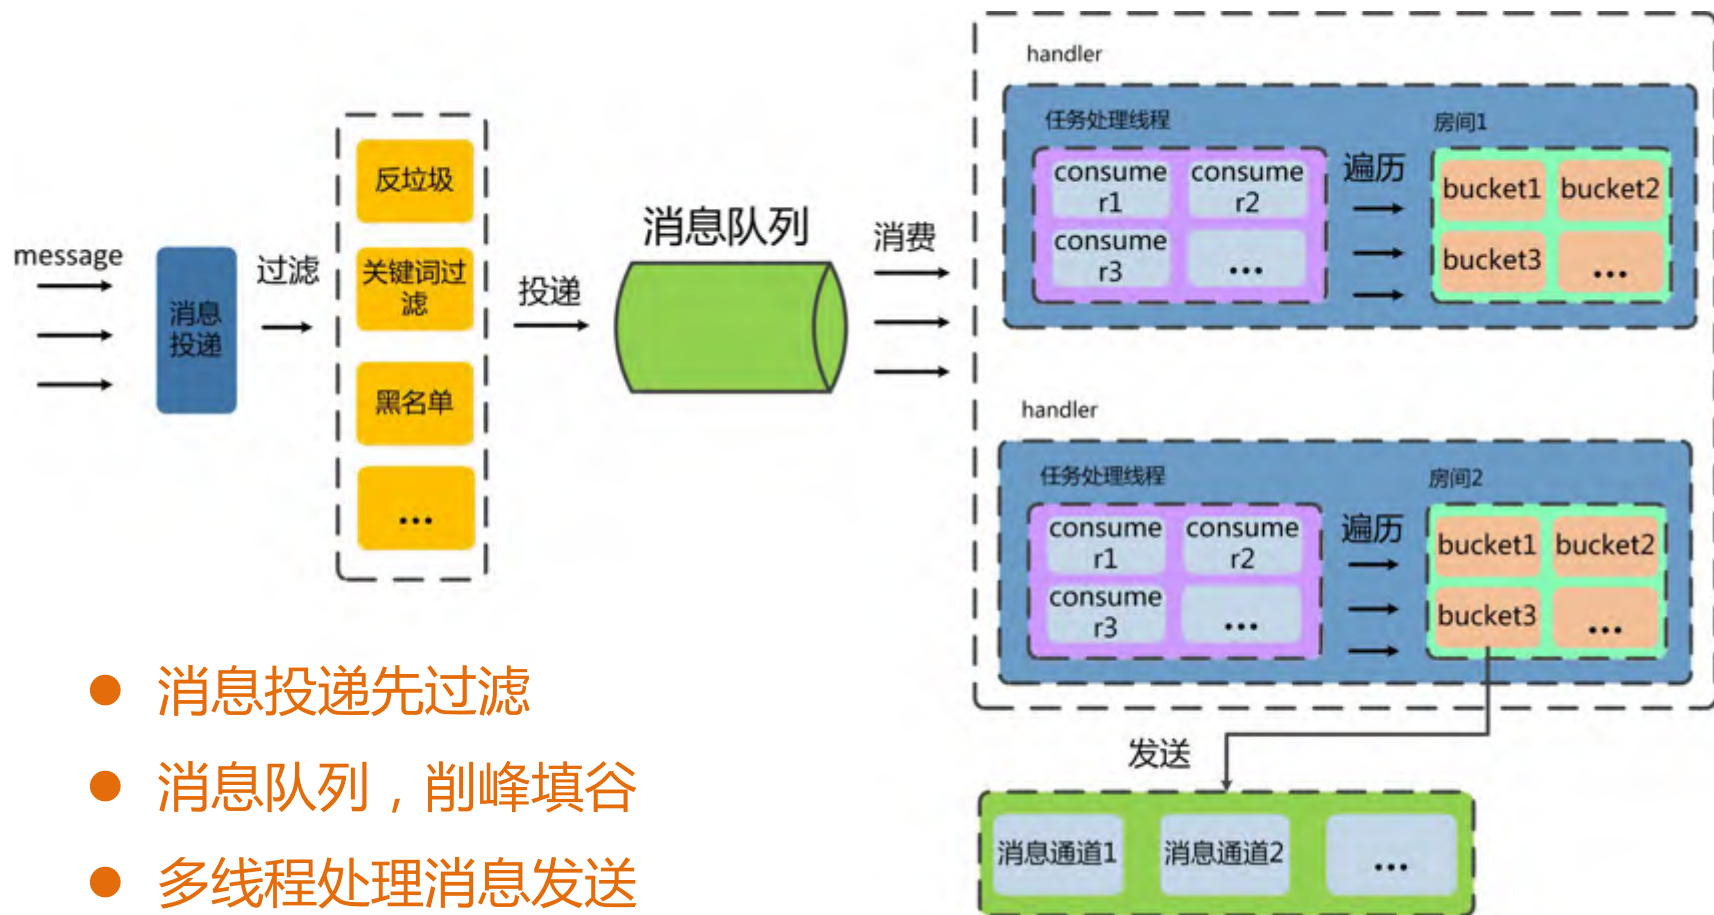 message
消息
投递
过滤
反垃圾
关键词过
滤
黑名单
...
投递
消息队列
消费
handler
任务处理线程
consume
r1
consume
r2
consume
r3
...
遍历
房间1
bucket1
bucket2
bucket3
...
handler
任务处理线程
consume
r1
consume
r2
consume
r3
...
遍历
房间2
bucket1
bucket2
bucket3
...
发送
消息通道1
消息通道2
...
● 消息投递先过滤
● 消息队列，削峰填谷
● 多线程处理消息发送